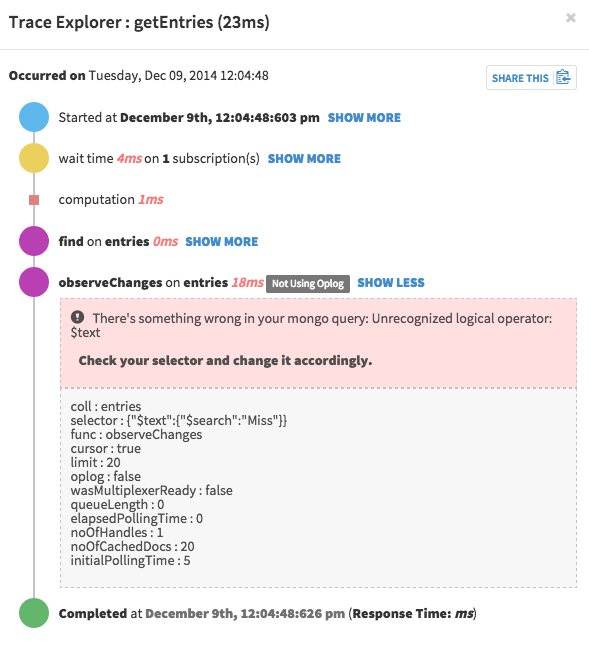 Trace Explorer : getEntries (23ms)
×
Occurred on Tuesday, Dec 09, 2014 12:04:48
SHARE THIS
Started at December 9th, 12:04:48:603 pm SHOW MORE
wait time 4ms on 1 subscription(s) SHOW MORE
computation 1ms
find on entries 0ms SHOW MORE
observeChanges on entries 18ms Not Using Oplog SHOW LESS
There's something wrong in your mongo query: Unrecognized logical operator:
$text
Check your selector and change it accordingly.
coll : entries
selector : {"$text":{"$search":"Miss"}}
func : observeChanges
cursor : true
limit : 20
oplog : false
wasMultiplexerReady : false
queueLength : 0
elapsedPollingTime : 0
noOfHandles : 1
noOfCachedDocs : 20
initialPollingTime : 5
Completed at December 9th, 12:04:48:626 pm (Response Time: ms)